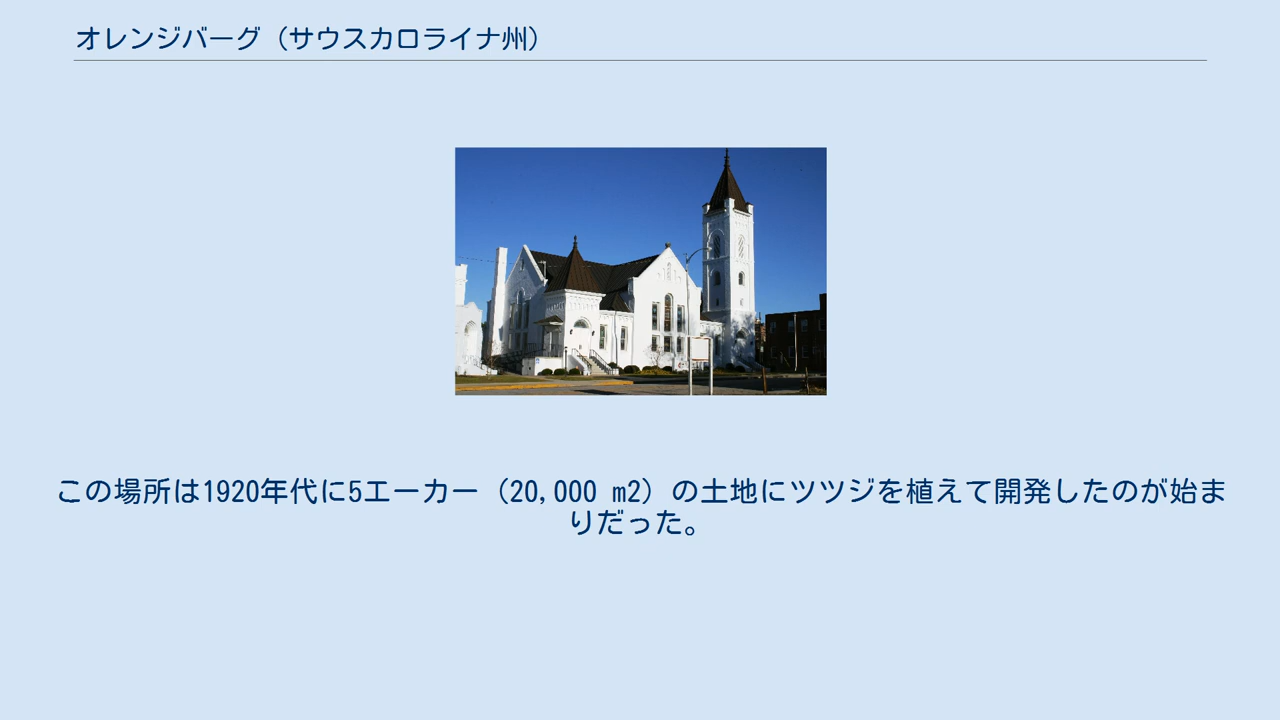 オレンジバーグ（サウスカロライナ州）
この場所は1920年代に5エーカー（20,000 m2）の土地にツツジを植えて開発したのが始ま
りだった。